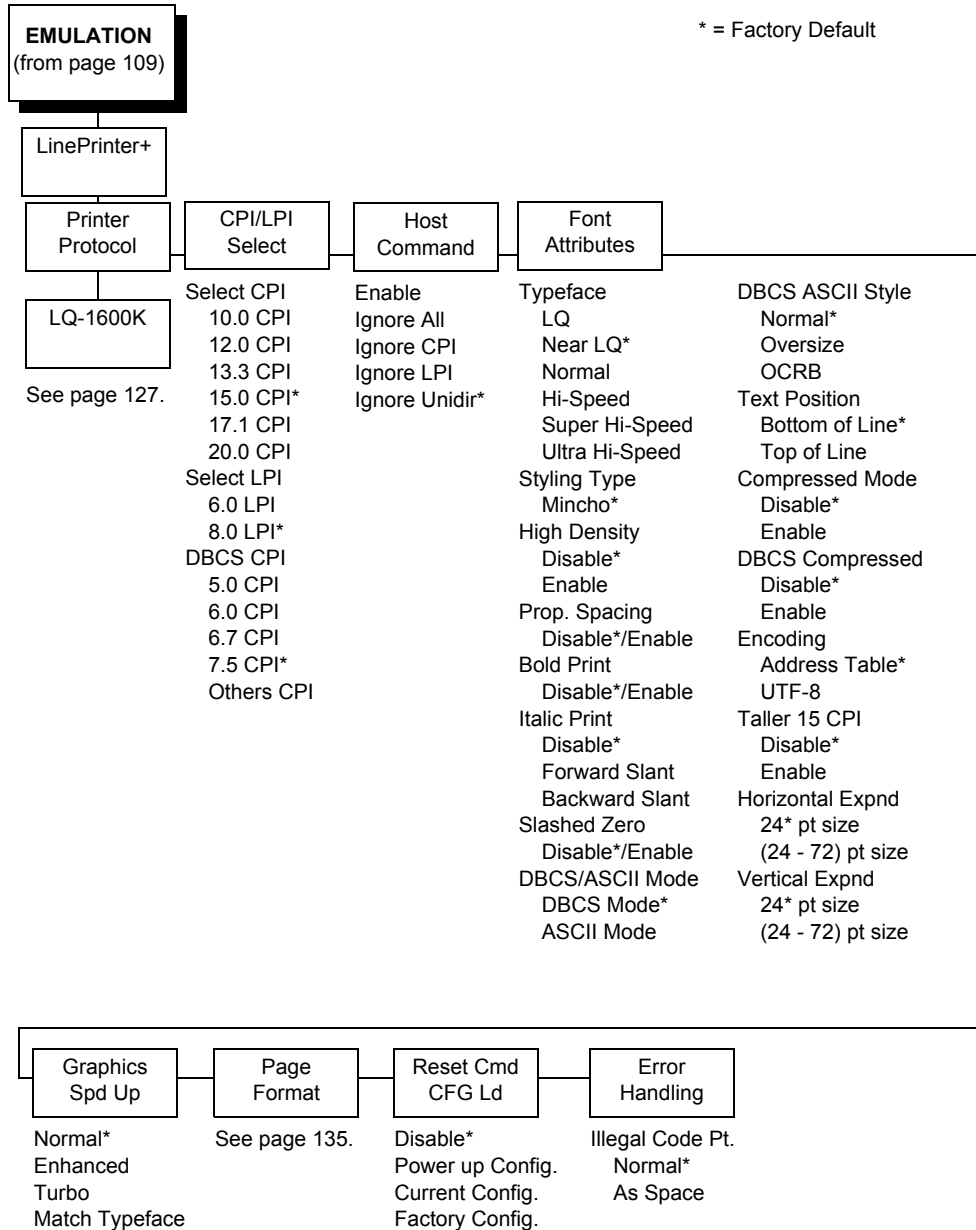 EMULATION
(from page 109)
* = Factory Default
LinePrinter+
Printer
Protocol
CPI/LPI
Select
Host
Command
Font
Attributes
LQ-1600K
See page 127.
Select CPI
10.0 CPI
12.0 CPI
13.3 CPI
15.0 CPI*
17.1 CPI
20.0 CPI
Select LPI
6.0 LPI
8.0 LPI*
DBCS CPI
5.0 CPI
6.0 CPI
6.7 CPI
7.5 CPI*
Others CPI
Enable
Ignore All
Ignore CPI
Ignore LPI
Ignore Unidir*
Typeface
LQ
Near LQ*
Normal
Hi-Speed
Super Hi-Speed
Ultra Hi-Speed
Styling Type
Mincho*
High Density
Disable*
Enable
Prop. Spacing
Disable*/Enable
Bold Print
Disable*/Enable
Italic Print
Disable*
Forward Slant
Backward Slant
Slashed Zero
Disable*/Enable
DBCS/ASCII Mode
DBCS Mode*
ASCII Mode
DBCS ASCII Style
Normal*
Oversize
OCRB
Text Position
Bottom of Line*
Top of Line
Compressed Mode
Disable*
Enable
DBCS Compressed
Disable*
Enable
Encoding
Address Table*
UTF-8
Taller 15 CPI
Disable*
Enable
Horizontal Expnd
24* pt size
(24 - 72) pt size
Vertical Expnd
24* pt size
(24 - 72) pt size
Graphics
Spd Up
Page
Format
Reset Cmd
CFG Ld
Error
Handling
Normal*
Enhanced
Turbo
Match Typeface
See page 135.
Disable*
Power up Config.
Current Config.
Factory Config.
Illegal Code Pt.
Normal*
As Space